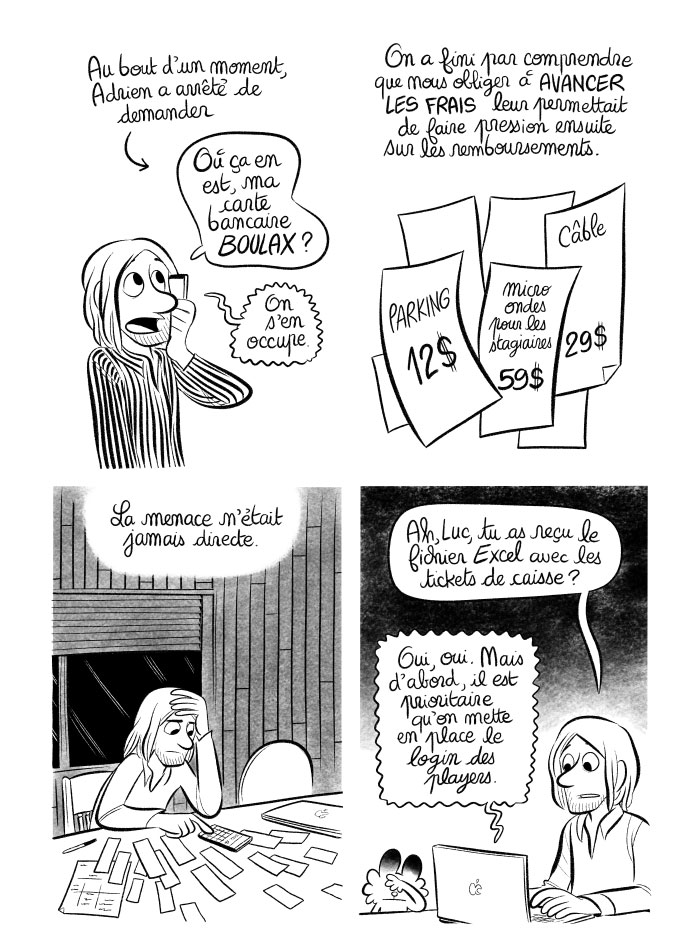 Au bout d'un moment,
Adrien a arrêté de
demander
Où ça en
est, ma
carte
bancaire
BOULAX ?
On
s'en
occupe.
On a fini par comprendre
que nous obliger à AVANCER
LES FRAIS leur permettait
de faire pression ensuite
sur les remboursements.
PARKING
12$
micro
ondes
pour les
stagiaires
59$
Câble
29$
La menace n'était
jamais directe.
Ah, Luc, tu as reçu le
fichier Excel avec les
tickets de caisse ?
Oui, oui. Mais
d'abord, il est
prioritaire
qu'on mette
en place le
login des
players.